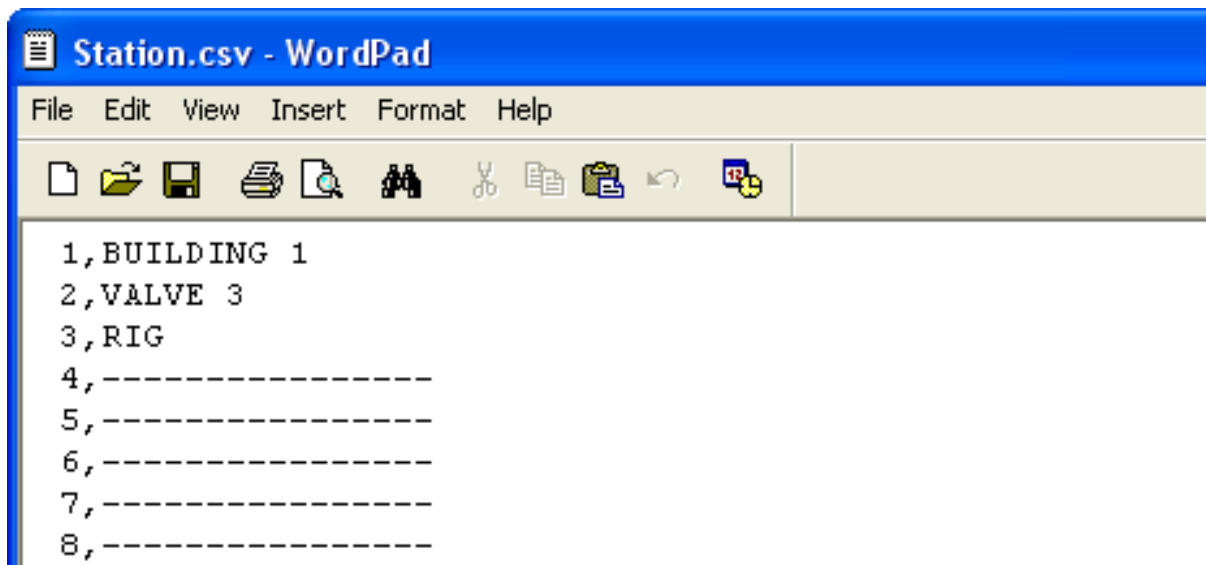 Station.csv - WordPad
File Edit View Insert Format Help
12
1,BUILDING 1
2,VALVE 3
3,RIG
4,----------------
5,----------------
6,----------------
7,----------------
8,----------------